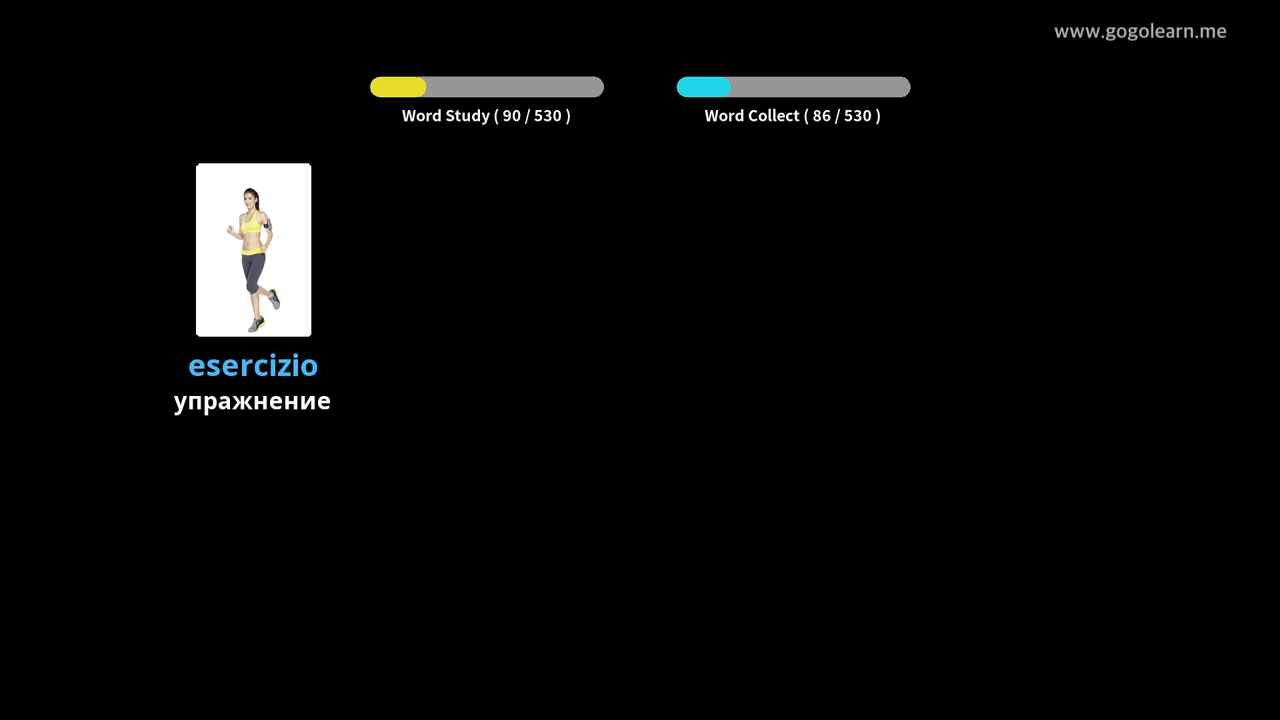 www.gogolearn.me
Word Study ( 90 / 530 )
Word Collect ( 86 / 530 )
esercizio
упражнение